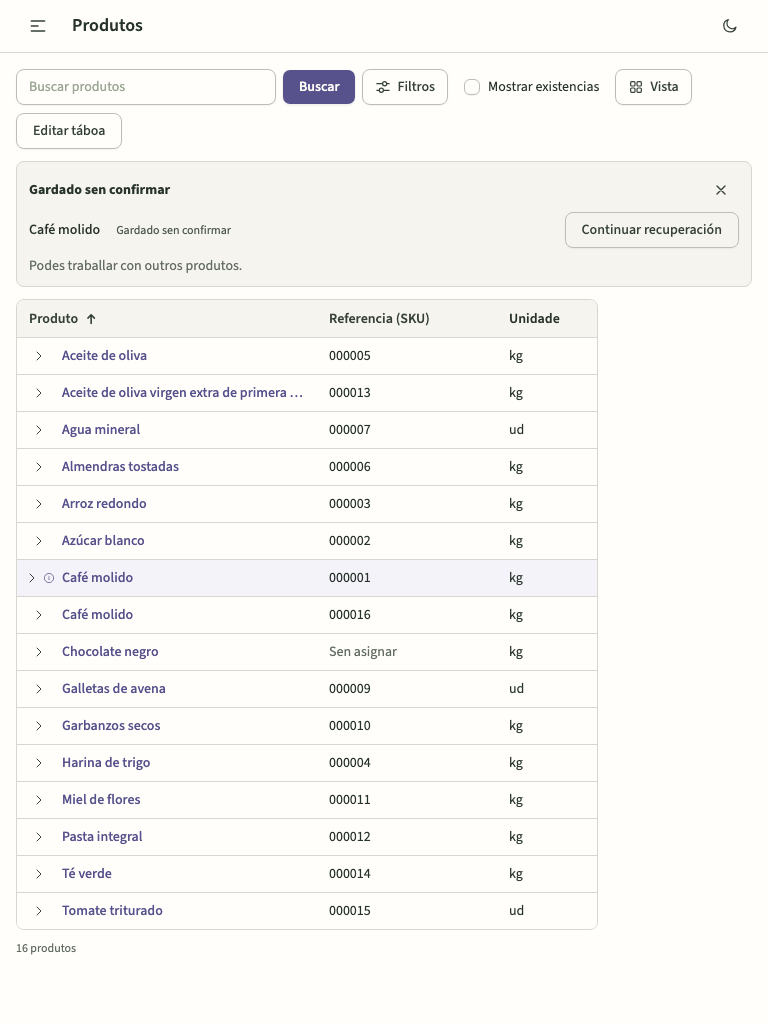 Produtos
Buscar produtos
Buscar
Filtros
Mostrar existencias
Vista
Editar táboa
Gardado sen confirmar
Café molido Gardado sen confirmar
Continuar recuperación
Podes traballar con outros produtos.
Produto Referencia (SKU) Unidade
Aceite de oliva 000005 kg
Aceite de oliva virgen extra de primera … 000013 kg
Agua mineral 000007 ud
Almendras tostadas 000006 kg
Arroz redondo 000003 kg
Azúcar blanco 000002 kg
Café molido 000001 kg
Café molido 000016 kg
Chocolate negro Sen asignar kg
Galletas de avena 000009 ud
Garbanzos secos 000010 kg
Harina de trigo 000004 kg
Miel de flores 000011 kg
Pasta integral 000012 kg
Té verde 000014 kg
Tomate triturado 000015 ud
16 produtos